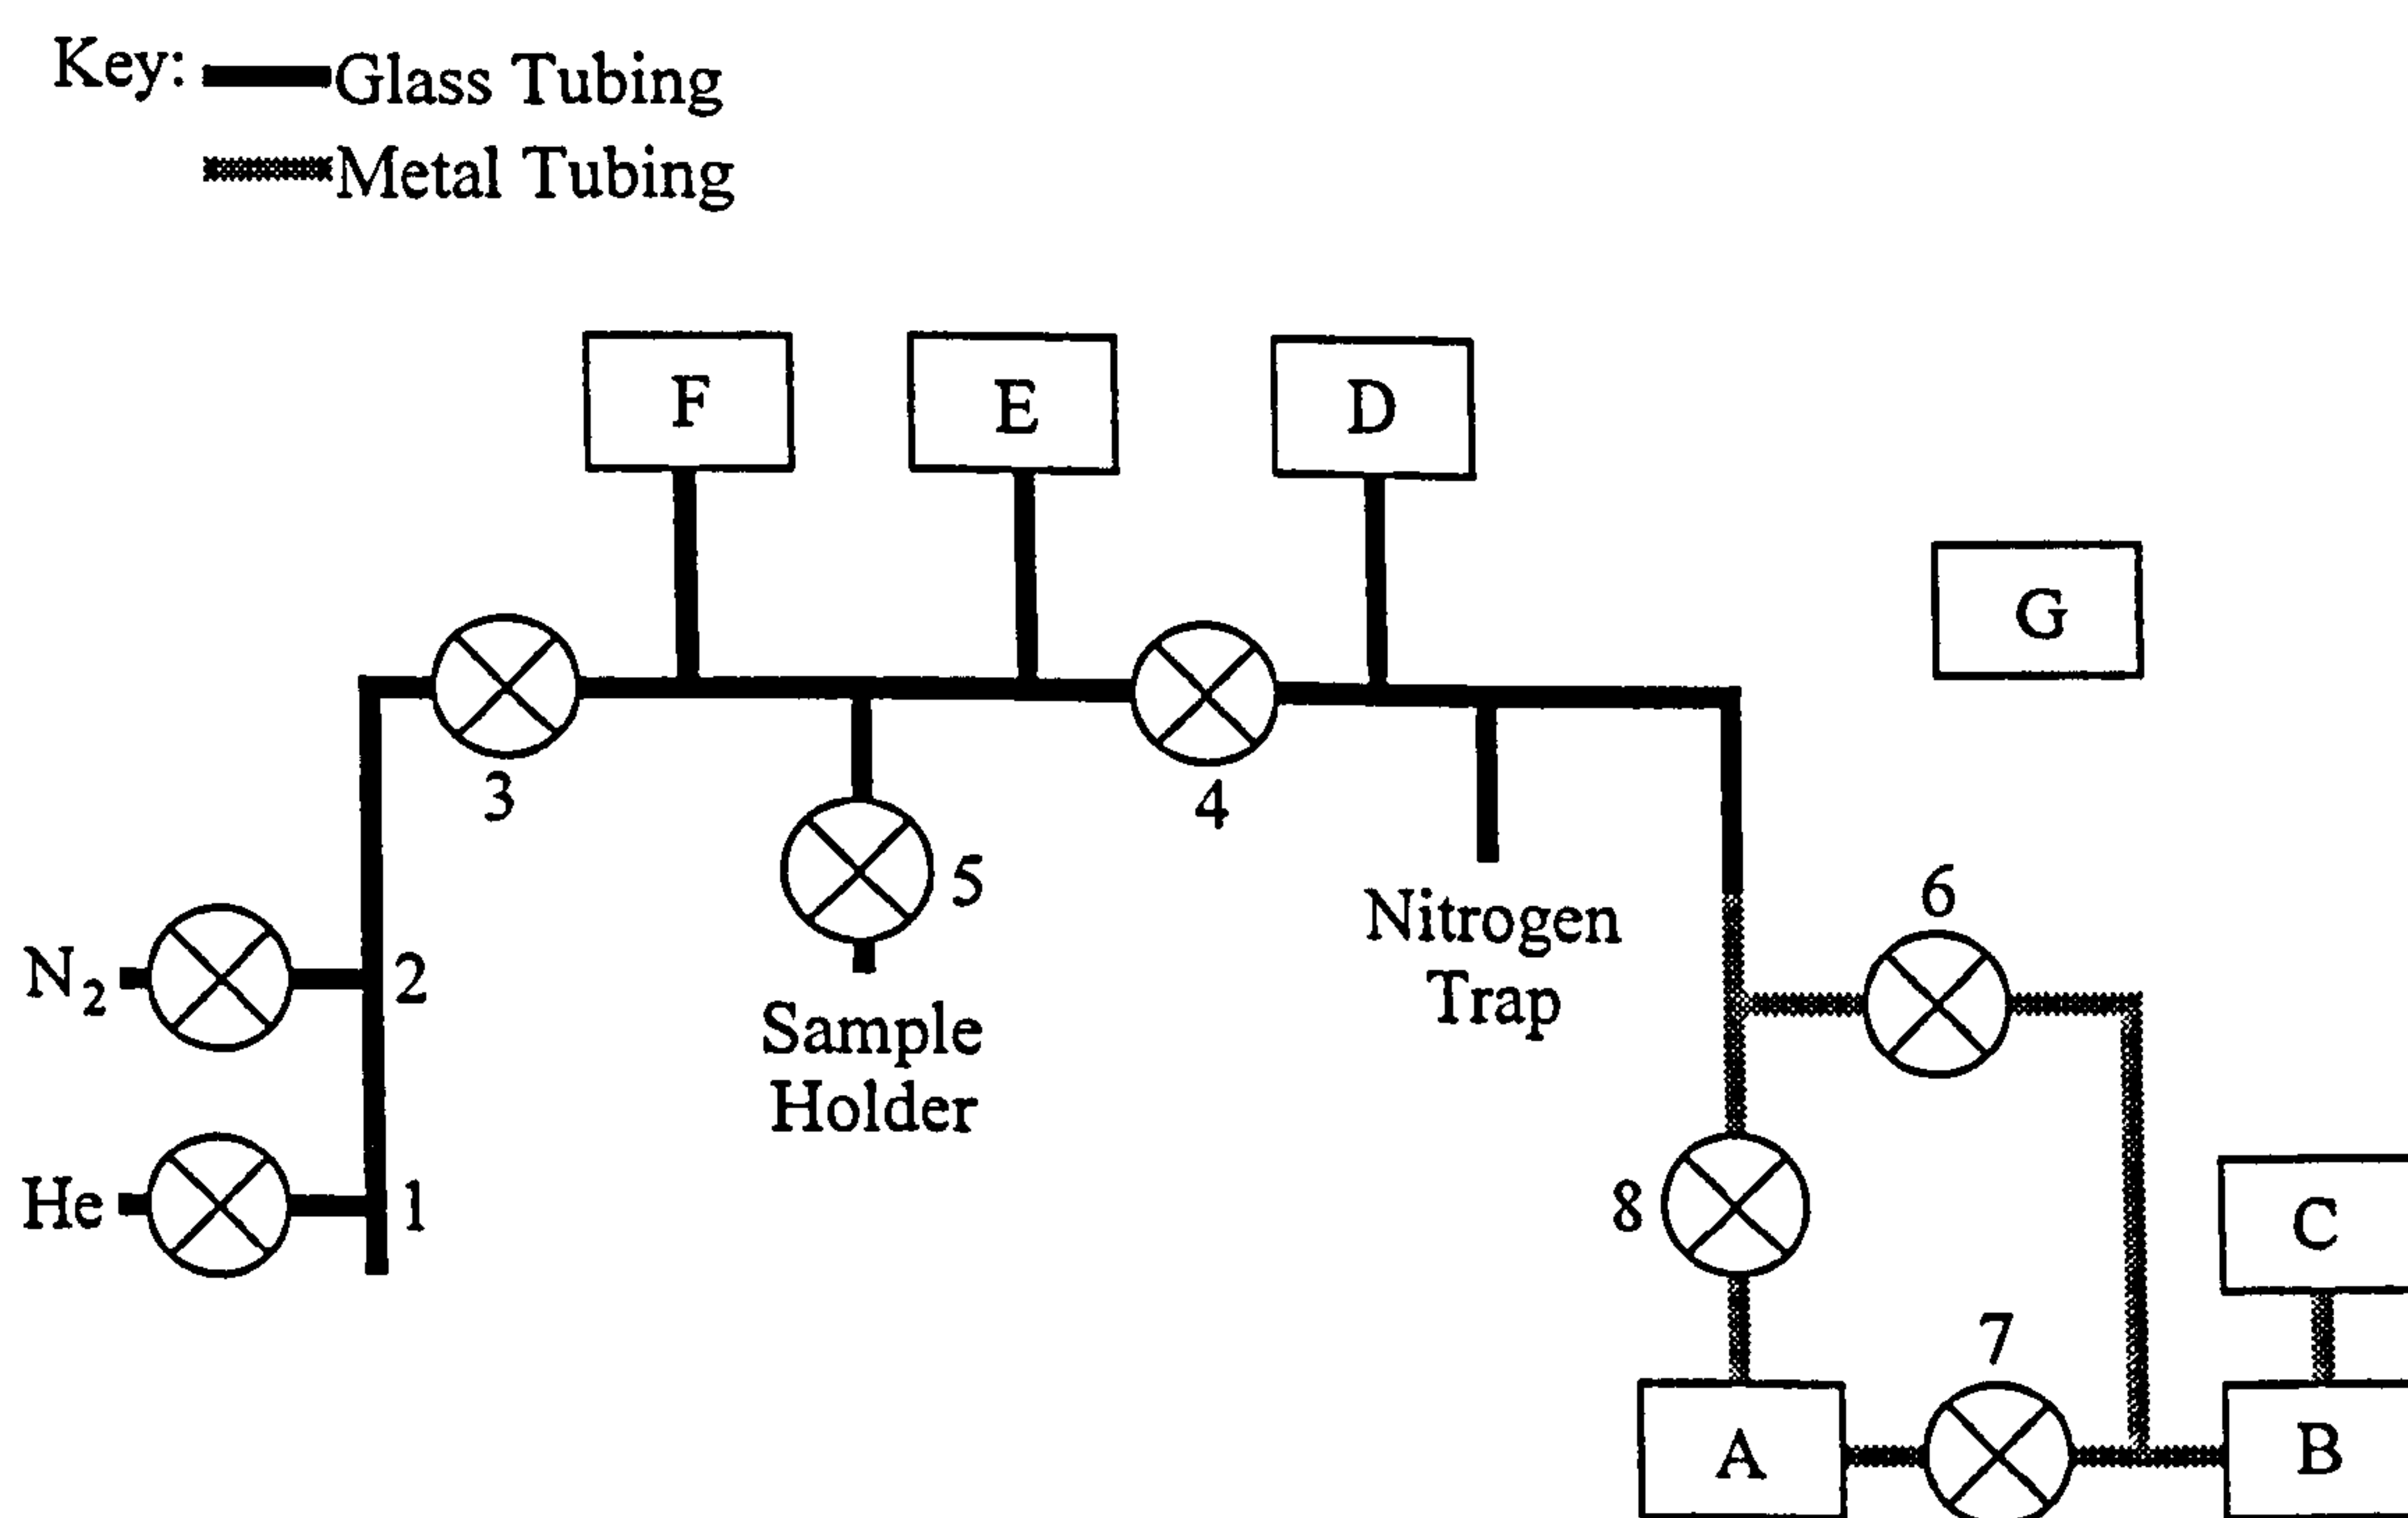 Key: Glass Tubing
Metal Tubing
F
E
D
G
3
4
5
6
Nitrogen
Trap
N2
2
Sample
Holder
He
1
8
C
7
A
B